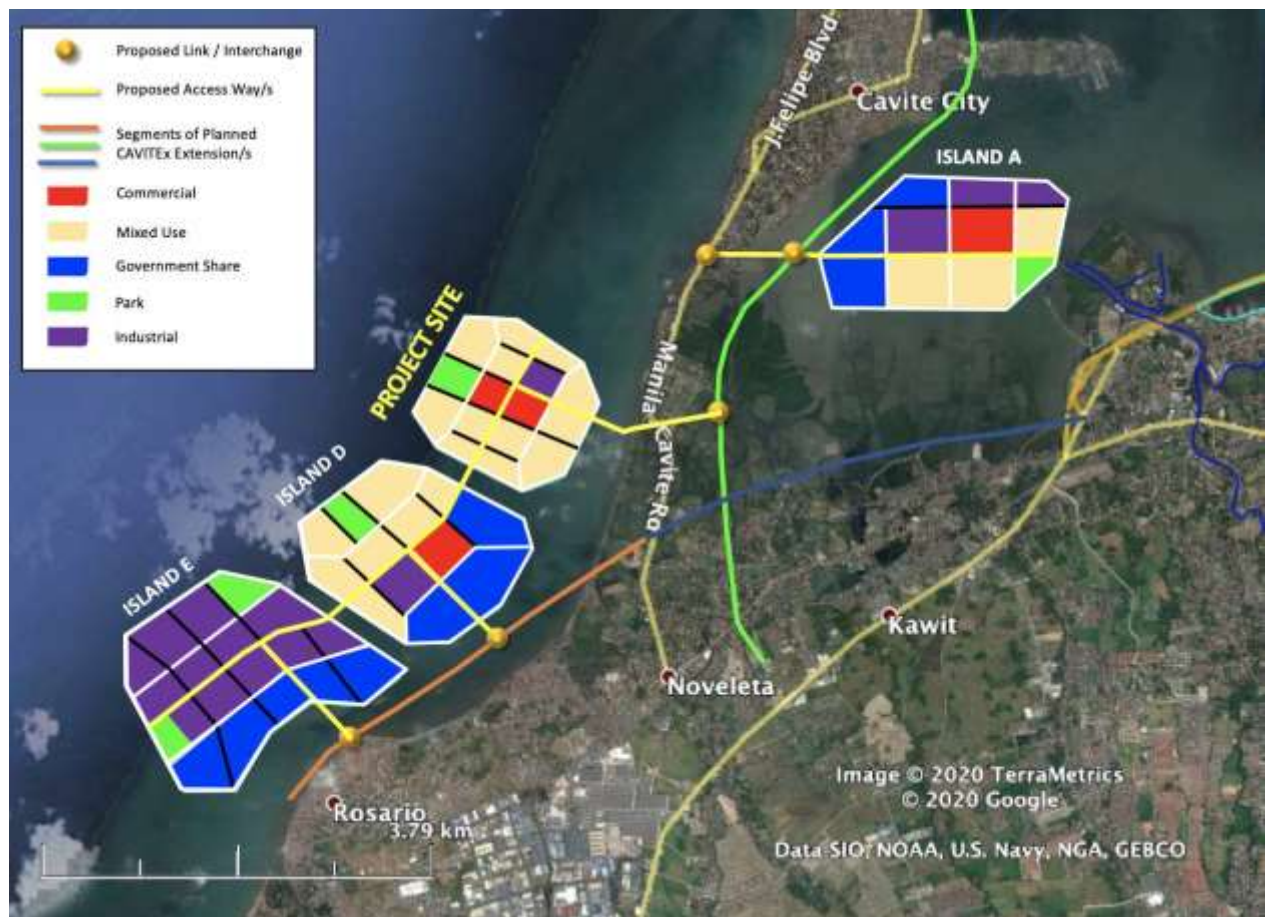 Proposed Link / Interchange
Proposed Access Way/s
Segments of Planned
CAVITEx Extension/s
Commercial
Mixed Use
Government Share
Park
Industrial
J.Felipe Blvd
Cavite City
ISLAND A
PROJECT SITE
Manila-Cavite Rd
ISLAND D
ISLAND E
Kawit
Noveleta
Rosario
3.79 km
Image © 2020 TerraMetrics
© 2020 Google
Data SIO, NOAA, U.S. Navy, NGA, GEBCO